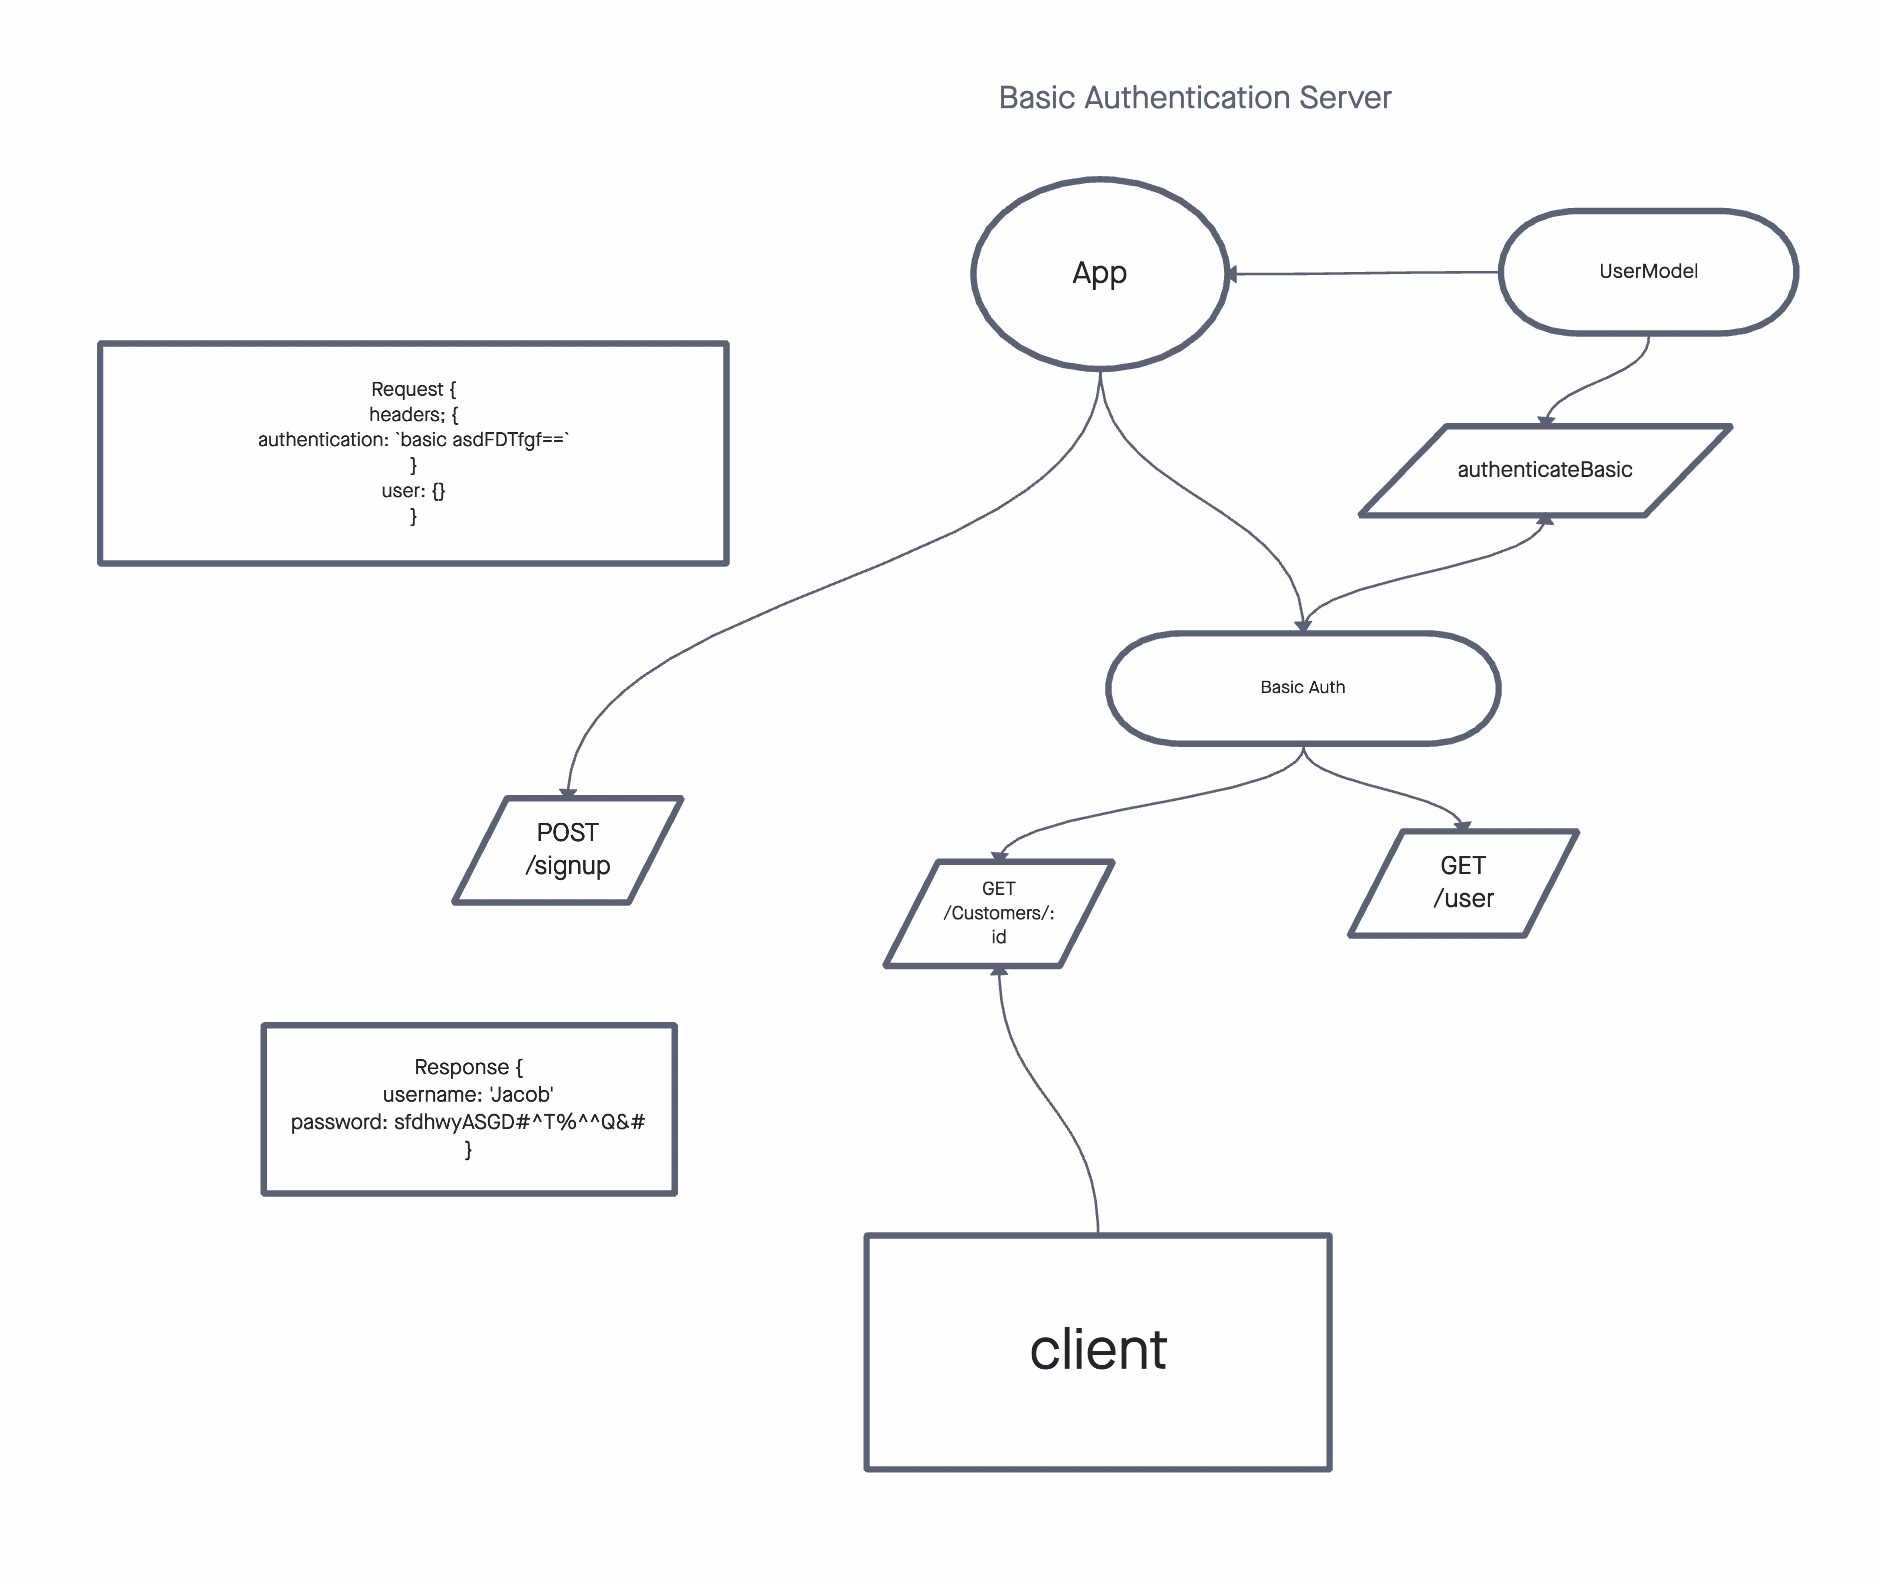 Basic Authentication Server
App
UserModel
Request {
headers; {
authentication: `basic asdFDTfgf==`
}
user: {}
}
authenticateBasic
Basic Auth
POST
/signup
GET
/Customers/:
id
GET
/user
Response {
username: 'Jacob'
password: sfdhwyASGD#^T%^^Q&#
}
client